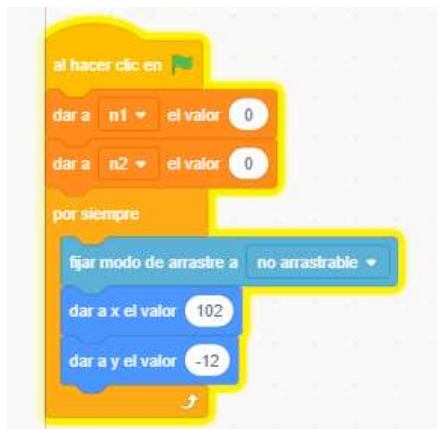 al hacer clic en
dar a n1 el valor 0
dar a n2 el valor 0
por siempre
fijar modo de arrastre a no arrastrable
dar a x el valor 102
dar a y el valor -12